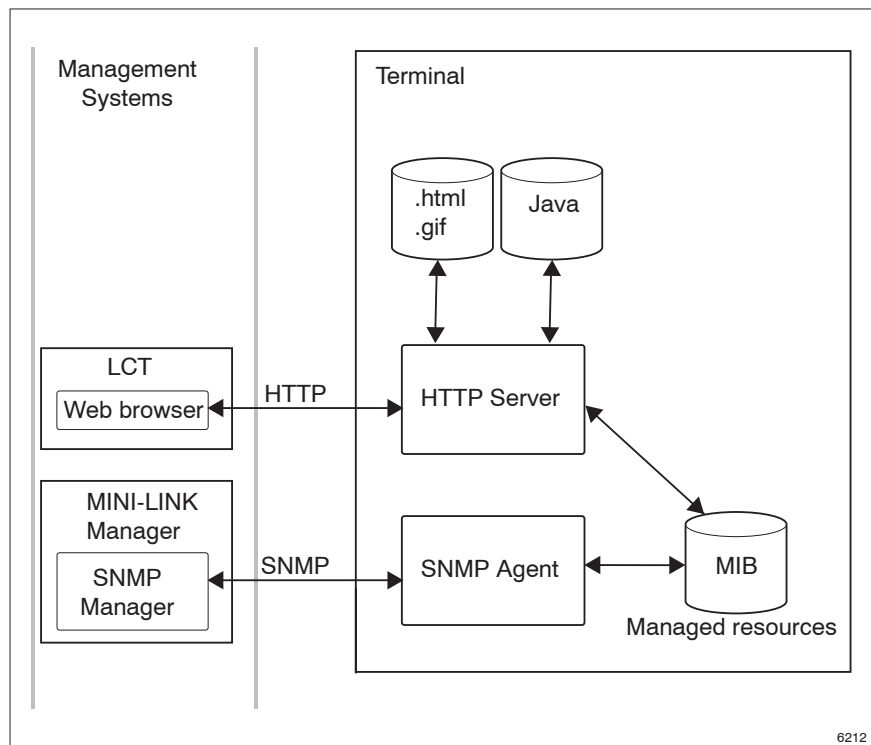 Management
Systems
Terminal
.html
.gif
Java
LCT
Web browser
HTTP
HTTP Server
MINI-LINK
Manager
SNMP
Manager
SNMP
SNMP Agent
MIB
Managed resources
6212